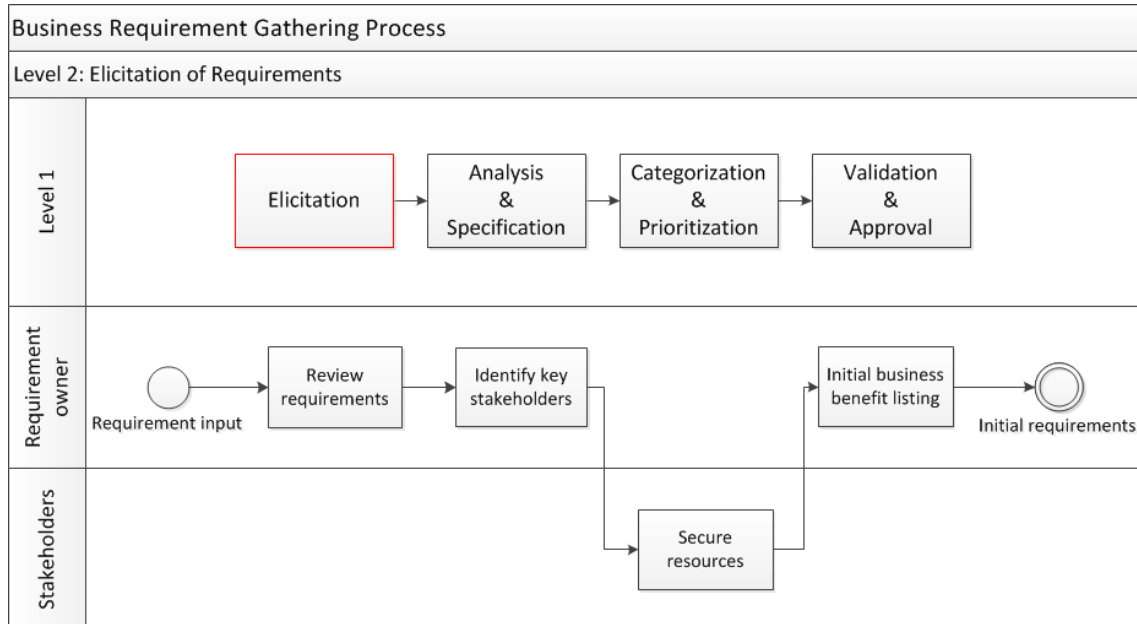 Business Requirement Gathering Process
Level 2: Elicitation of Requirements
Level 1
Elicitation
Analysis
&
Specification
Categorization
&
Prioritization
Validation
&
Approval
Requirement
owner
Requirement input
Review
requirements
Identify key
stakeholders
Initial business
benefit listing
Initial requirements
Stakeholders
Secure
resources